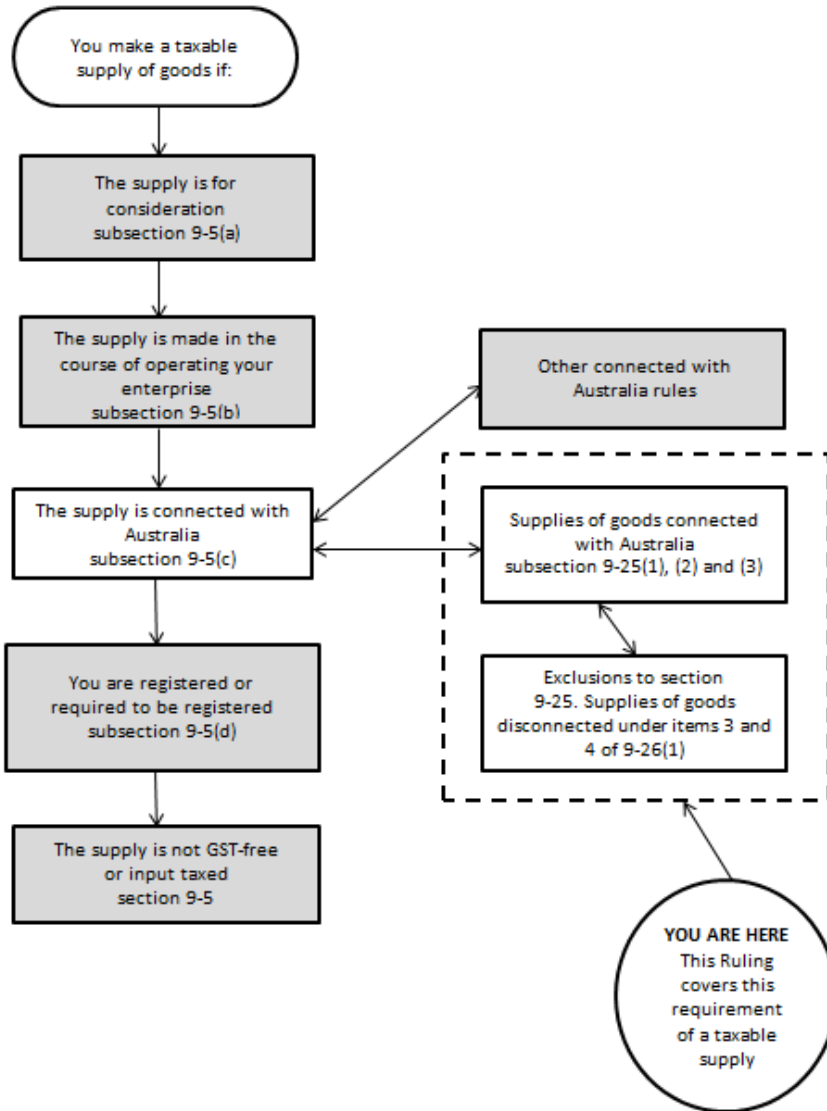 You make a taxable
supply of goods if:
The supply is for
consideration
subsection 9-5(a)
The supply is made in the
course of operating your
enterprise
subsection 9-5(b)
Other connected with
Australia rules
The supply is connected with
Australia
subsection 9-5(c)
Supplies of goods connected
with Australia
subsection 9-25(1), (2) and (3)
You are registered or
required to be registered
subsection 9-5(d)
Exclusions to section
9-25. Supplies of goods
disconnected under items 3 and
4 of 9-26(1)
The supply is not GST-free
or input taxed
section 9-5
YOU ARE HERE
This Ruling
covers this
requirement
of a taxable
supply